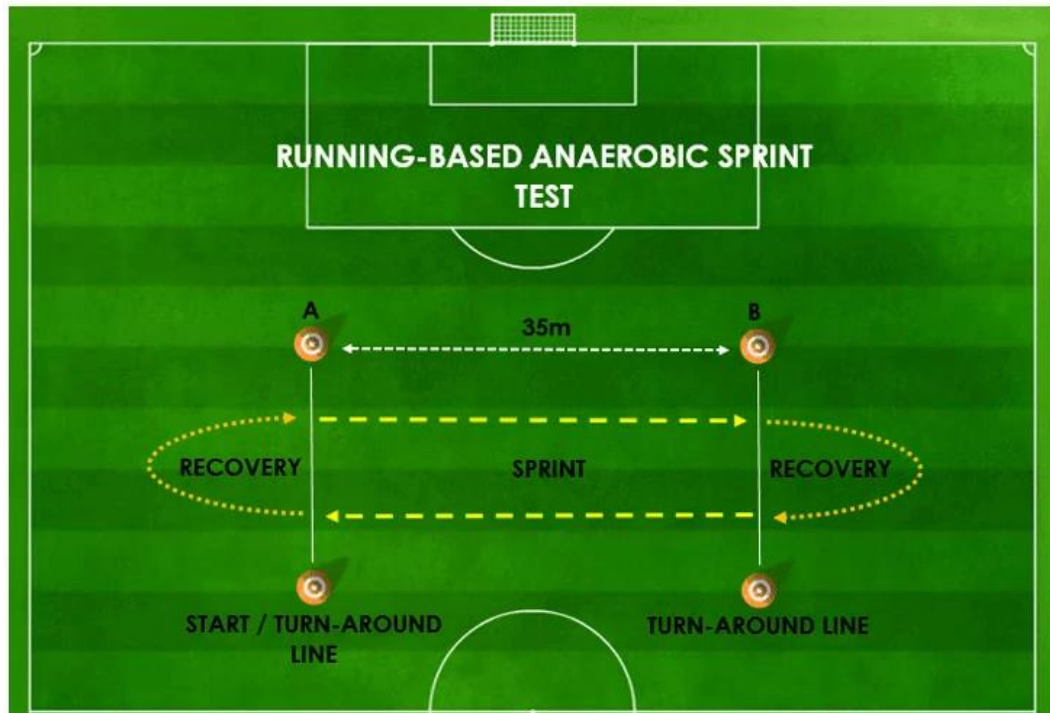 RUNNING-BASED ANAEROBIC SPRINT
TEST
A
B
35m
RECOVERY
SPRINT
RECOVERY
START / TURN-AROUND
LINE
TURN-AROUND LINE